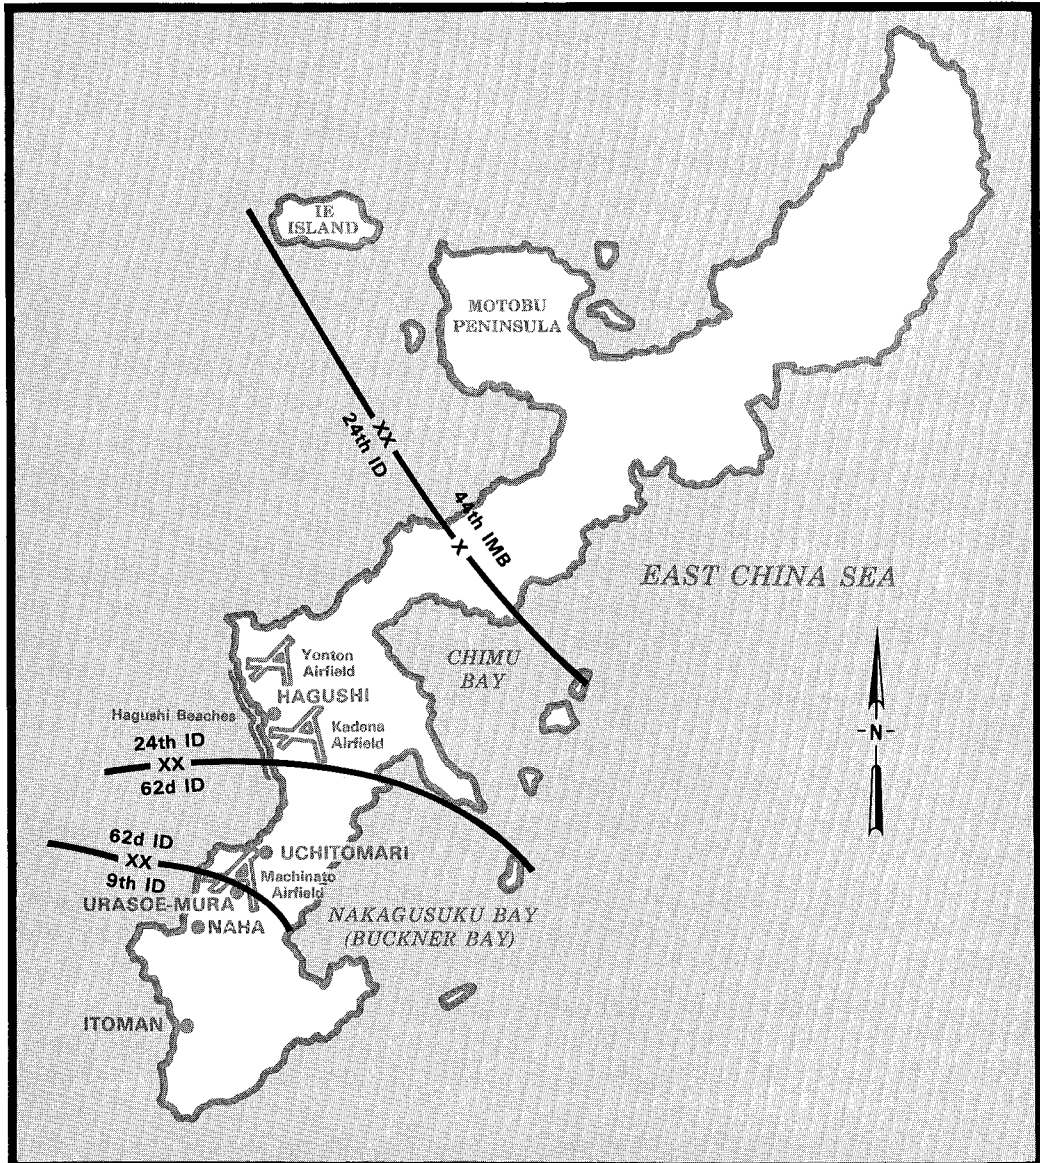 IE
ISLAND
MOTOBU
PENINSULA
XX
24th ID
44th IMB
X
EAST CHINA SEA
Yonton
Airfield
CHIMU
BAY
HAGUSHI
Hagushi Beaches
Kadena
Airfield
-N-
24th ID
XX
62d ID
62d ID
XX
9th ID
UCHITOMARI
Machinato
Airfield
URASOE-MURA
NAHA
NAKAGUSUKU BAY
(BUCKNER BAY)
ITOMAN